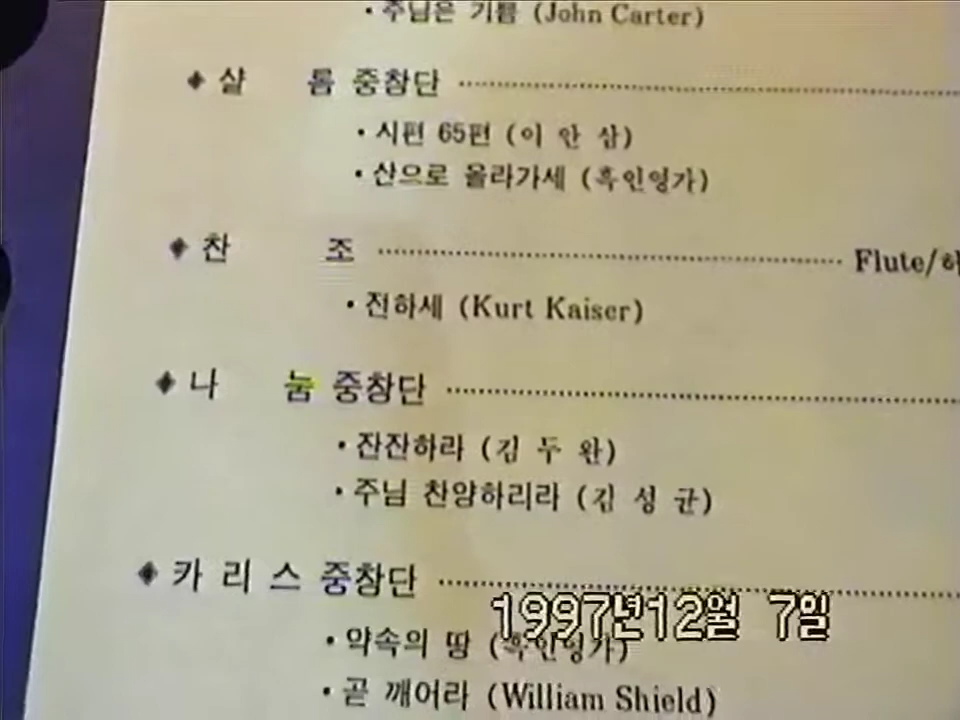 • 주님은 기쁨 (John Carter)
◆ 샬 롬 중창단
• 시편 65편 (이 안 삼)
• 산으로 올라가세 (흑인영가)
◆ 찬 조 Flute/허
• 전하세 (Kurt Kaiser)
◆ 나 눔 중창단
• 잔잔하라 (김 두 완)
• 주님 찬양하리라 (김 성 균)
◆ 카 리 스 중창단
1997년12월 7일
• 약속의 땅 (흑인영가)
• 곧 깨어라 (William Shield)